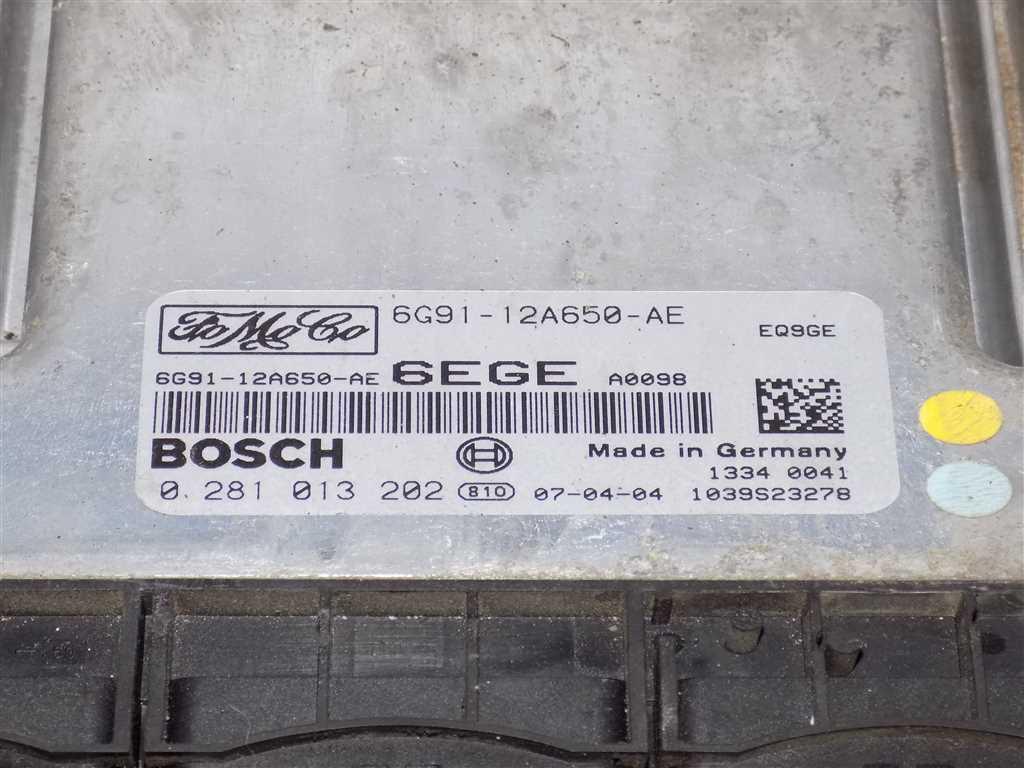 FoMoCo 6G91-12A650-AE
EQ9GE
6G91-12A650-AE 6EGE A0098
BOSCH Made in Germany
1334 0041
0 281 013 202 810 07-04-04 1039S23278